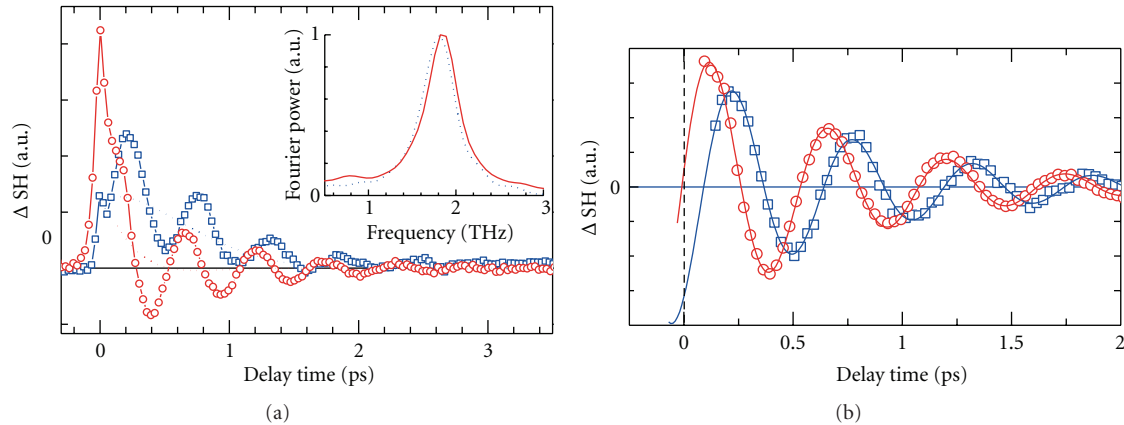 Δ SH (a.u.)
0
0
1
2
3
Delay time (ps)
Fourier power (a.u.)
1
0
1
2
3
Frequency (THz)
(a)
Δ SH (a.u.)
0
0
0.5
1
1.5
2
Delay time (ps)
(b)